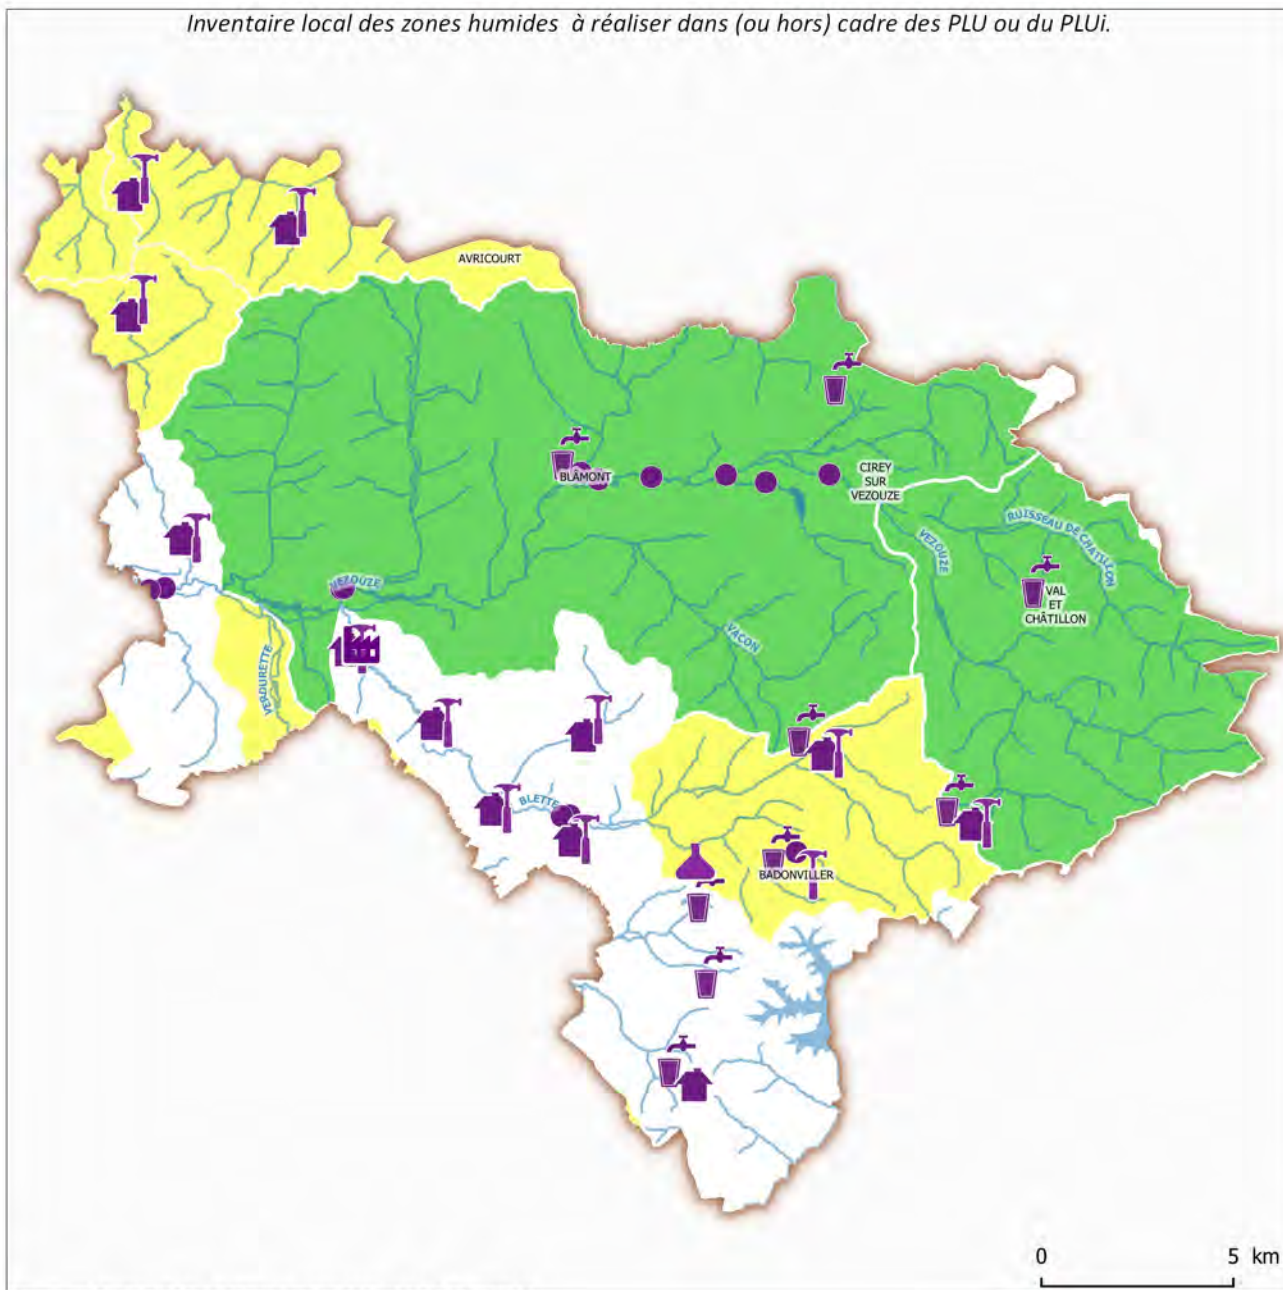 Inventaire local des zones humides à réaliser dans (ou hors) cadre des PLU ou du PLUi.
AVRICOURT
BLÂMONT
CIREY
SUR
VEZOUZE
RUISSEAU DE CHATILLON
VEZOUZE
VAL
ET
CHÂTILLON
VEZOUZE
VACON
VERDURETTE
BLETTE
BADONVILLER
0 5 km